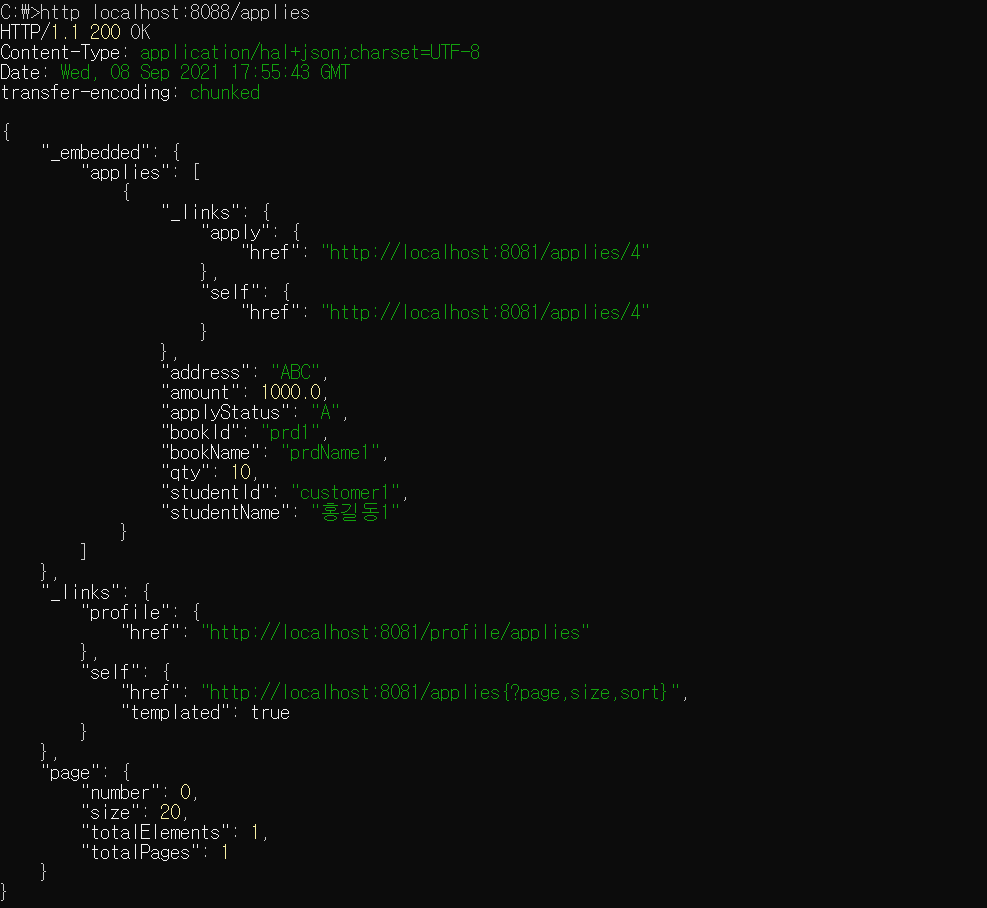 C:\>http localhost:8088/applies
HTTP/1.1 200 OK
Content-Type: application/hal+json;charset=UTF-8
Date: Wed, 08 Sep 2021 17:55:43 GMT
transfer-encoding: chunked

{
    "_embedded": {
        "applies": [
            {
                "_links": {
                    "apply": {
                        "href": "http://localhost:8081/applies/4"
                    },
                    "self": {
                        "href": "http://localhost:8081/applies/4"
                    }
                },
                "address": "ABC",
                "amount": 1000.0,
                "applyStatus": "A",
                "bookId": "prd1",
                "bookName": "prdName1",
                "qty": 10,
                "studentId": "customer1",
                "studentName": "홍길동1"
            }
        ]
    },
    "_links": {
        "profile": {
            "href": "http://localhost:8081/profile/applies"
        },
        "self": {
            "href": "http://localhost:8081/applies{?page,size,sort}",
            "templated": true
        }
    },
    "page": {
        "number": 0,
        "size": 20,
        "totalElements": 1,
        "totalPages": 1
    }
}